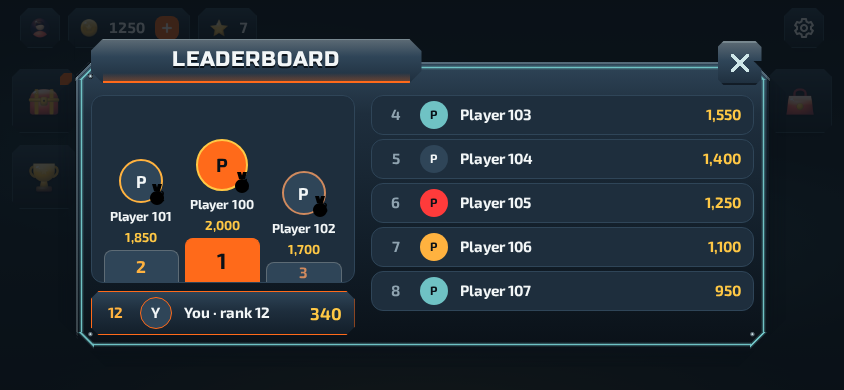 1250 + 7
LEADERBOARD
P
Player 101
1,850
2
P
Player 100
2,000
1
P
Player 102
1,700
3
12 Y You · rank 12 340
4 P Player 103 1,550
5 P Player 104 1,400
6 P Player 105 1,250
7 P Player 106 1,100
8 P Player 107 950